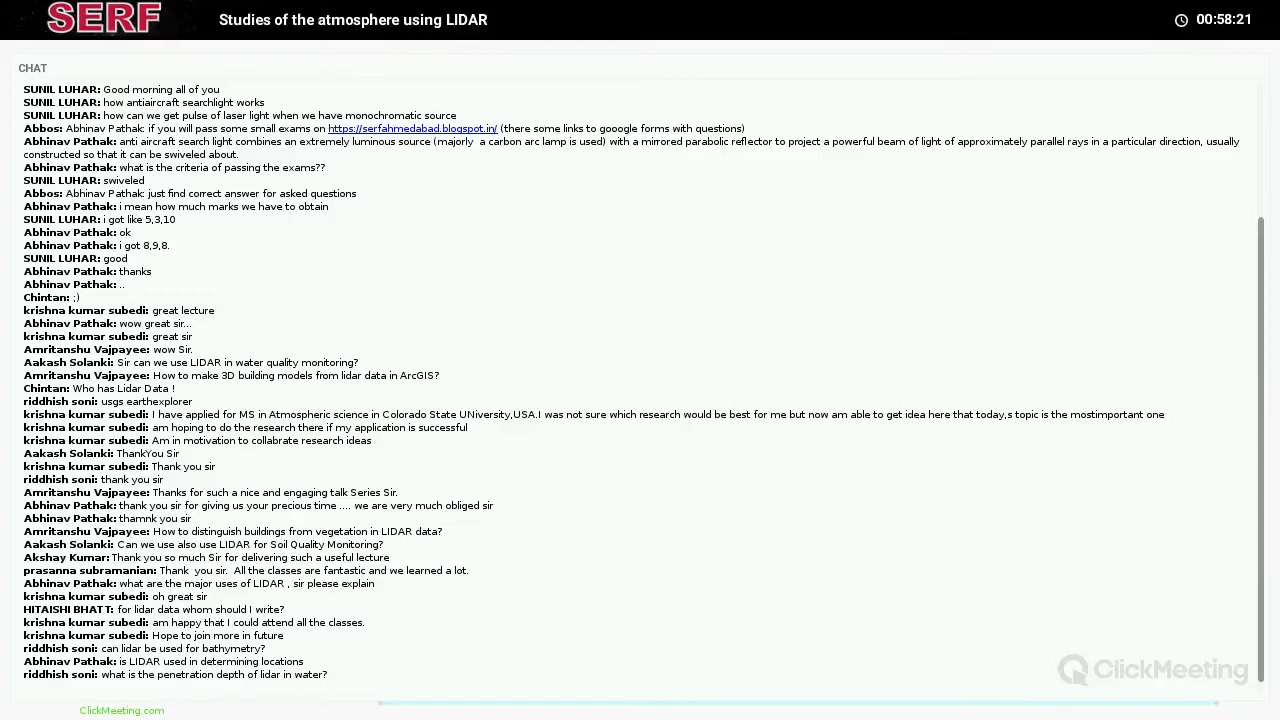 SERF
Studies of the atmosphere using LIDAR
00:58:21
CHAT
SUNIL LUHAR: Good morning all of you
SUNIL LUHAR: how antiaircraft searchlight works
SUNIL LUHAR: how can we get pulse of laser light when we have monochromatic source
Abbos: Abhinav Pathak: if you will pass some small exams on https://serfahmedabad.blogspot.in/ (there some links to gooogle forms with questions)
Abhinav Pathak: anti aircraft search light combines an extremely luminous source (majorly  a carbon arc lamp is used) with a mirrored parabolic reflector to project a powerful beam of light of approximately parallel rays in a particular direction, usually
constructed so that it can be swiveled about.
Abhinav Pathak: what is the criteria of passing the exams??
SUNIL LUHAR: swiveled
Abbos: Abhinav Pathak: just find correct answer for asked questions
Abhinav Pathak: i mean how much marks we have to obtain
SUNIL LUHAR: i got like 5,3,10
Abhinav Pathak: ok
Abhinav Pathak: i got 8,9,8.
SUNIL LUHAR: good
Abhinav Pathak: thanks
Abhinav Pathak: ..
Chintan: ;)
krishna kumar subedi: great lecture
Abhinav Pathak: wow great sir...
krishna kumar subedi: great sir
Amritanshu Vajpayee: wow Sir.
Aakash Solanki: Sir can we use LIDAR in water quality monitoring?
Amritanshu Vajpayee: How to make 3D building models from lidar data in ArcGIS?
Chintan: Who has Lidar Data !
riddhish soni: usgs earthexplorer
krishna kumar subedi: I have applied for MS in Atmospheric science in Colorado State UNiversity,USA.I was not sure which research would be best for me but now am able to get idea here that today,s topic is the mostimportant one
krishna kumar subedi: am hoping to do the research there if my application is successful
krishna kumar subedi: Am in motivation to collabrate research ideas
Aakash Solanki: ThankYou Sir
krishna kumar subedi: Thank you sir
riddhish soni: thank you sir
Amritanshu Vajpayee: Thanks for such a nice and engaging talk Series Sir.
Abhinav Pathak: thank you sir for giving us your precious time .... we are very much obliged sir
Abhinav Pathak: thamnk you sir
Amritanshu Vajpayee: How to distinguish buildings from vegetation in LIDAR data?
Aakash Solanki: Can we use also use LIDAR for Soil Quality Monitoring?
Akshay Kumar: Thank you so much Sir for delivering such a useful lecture
prasanna subramanian: Thank  you sir.  All the classes are fantastic and we learned a lot.
Abhinav Pathak: what are the major uses of LIDAR , sir please explain
krishna kumar subedi: oh great sir
HITAISHI BHATT: for lidar data whom should I write?
krishna kumar subedi: am happy that I could attend all the classes.
krishna kumar subedi: Hope to join more in future
riddhish soni: can lidar be used for bathymetry?
Abhinav Pathak: is LIDAR used in determining locations
riddhish soni: what is the penetration depth of lidar in water?
ClickMeeting
ClickMeeting.com